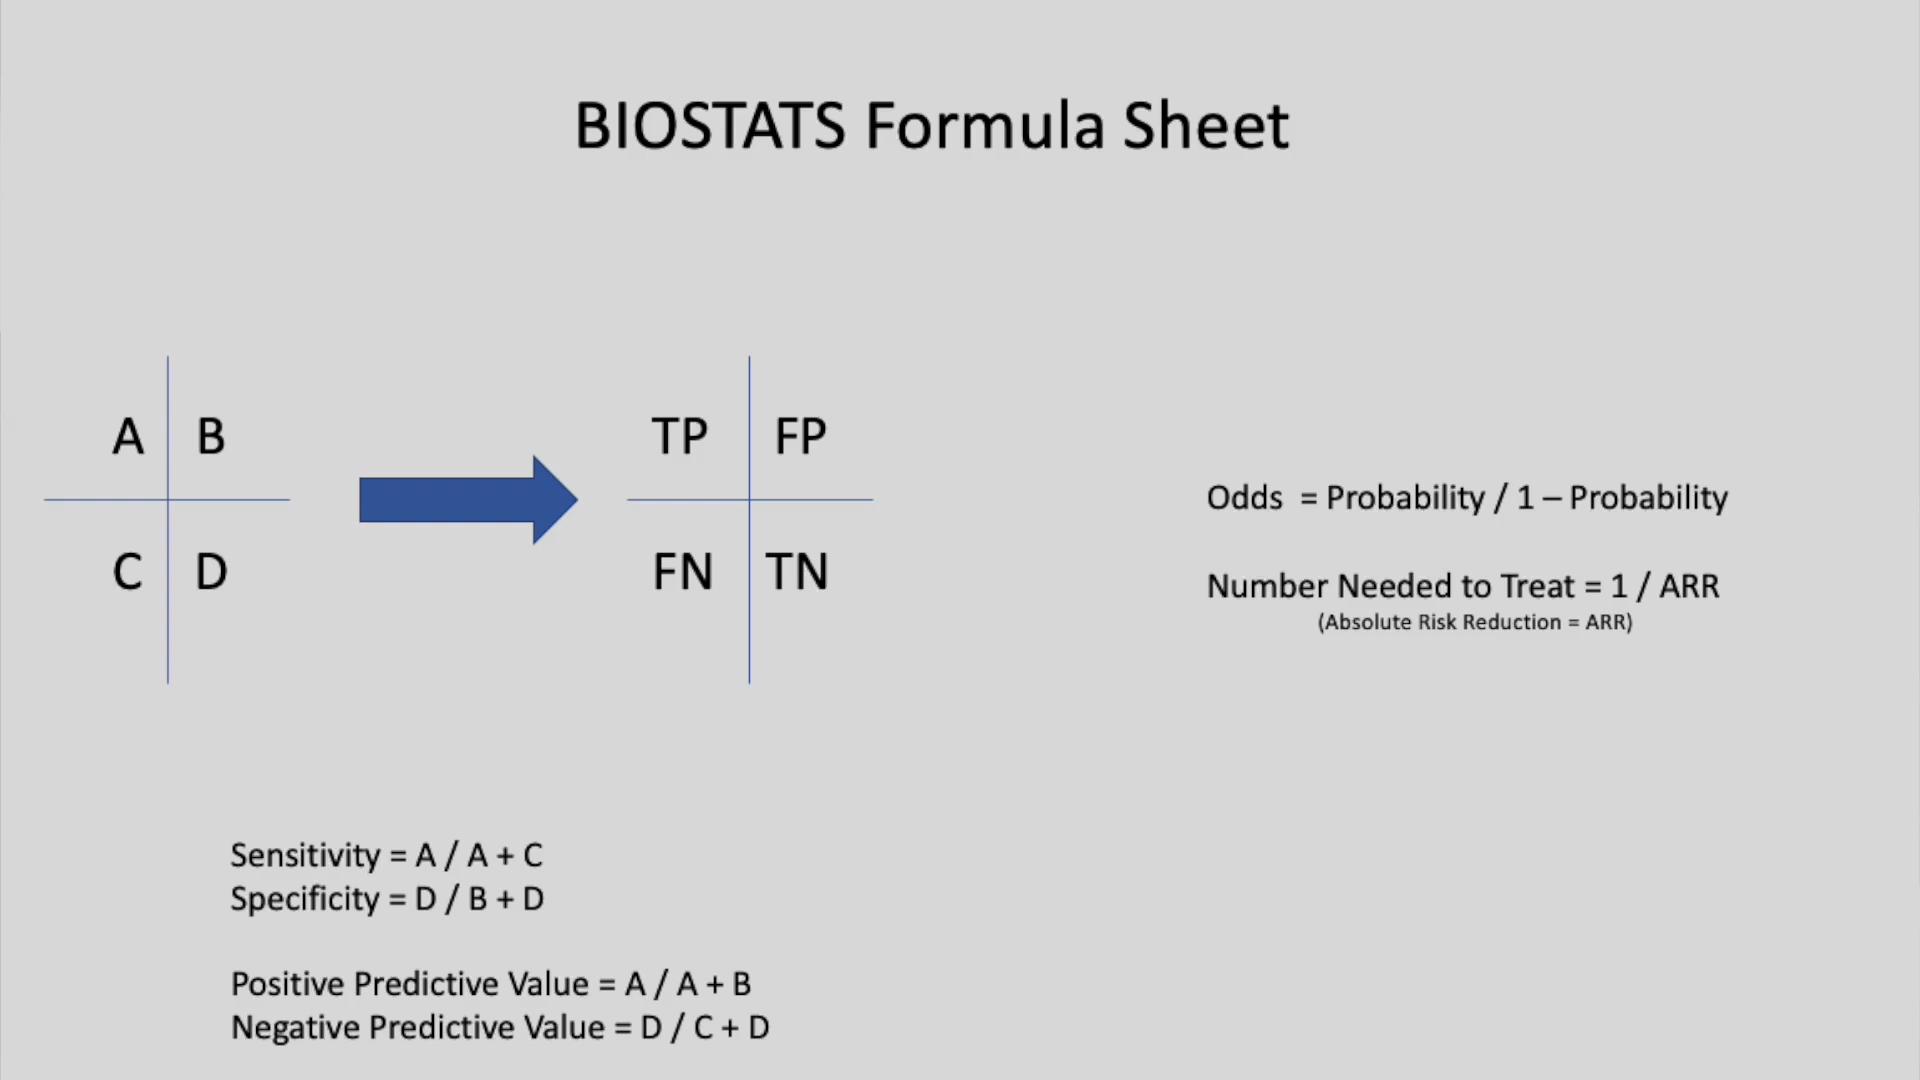 BIOSTATS Formula Sheet
A B
C D
TP FP
FN TN
Odds = Probability / 1 – Probability
Number Needed to Treat = 1 / ARR
(Absolute Risk Reduction = ARR)
Sensitivity = A / A + C
Specificity = D / B + D
Positive Predictive Value = A / A + B
Negative Predictive Value = D / C + D